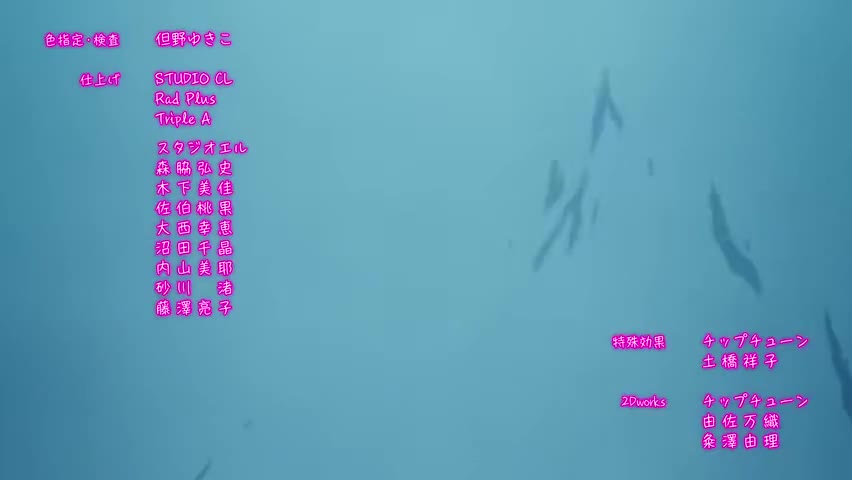 色指定・検査 但野ゆきこ
仕上げ STUDIO CL
Rad Plus
Triple A
スタジオエル
森脇弘史
木下美佳
佐伯桃果
大西幸恵
沼田千晶
内山美耶
砂川 渚
藤澤亮子
特殊効果 チップチューン
土橋祥子
2Dworks チップチューン
由佐万織
粂澤由理